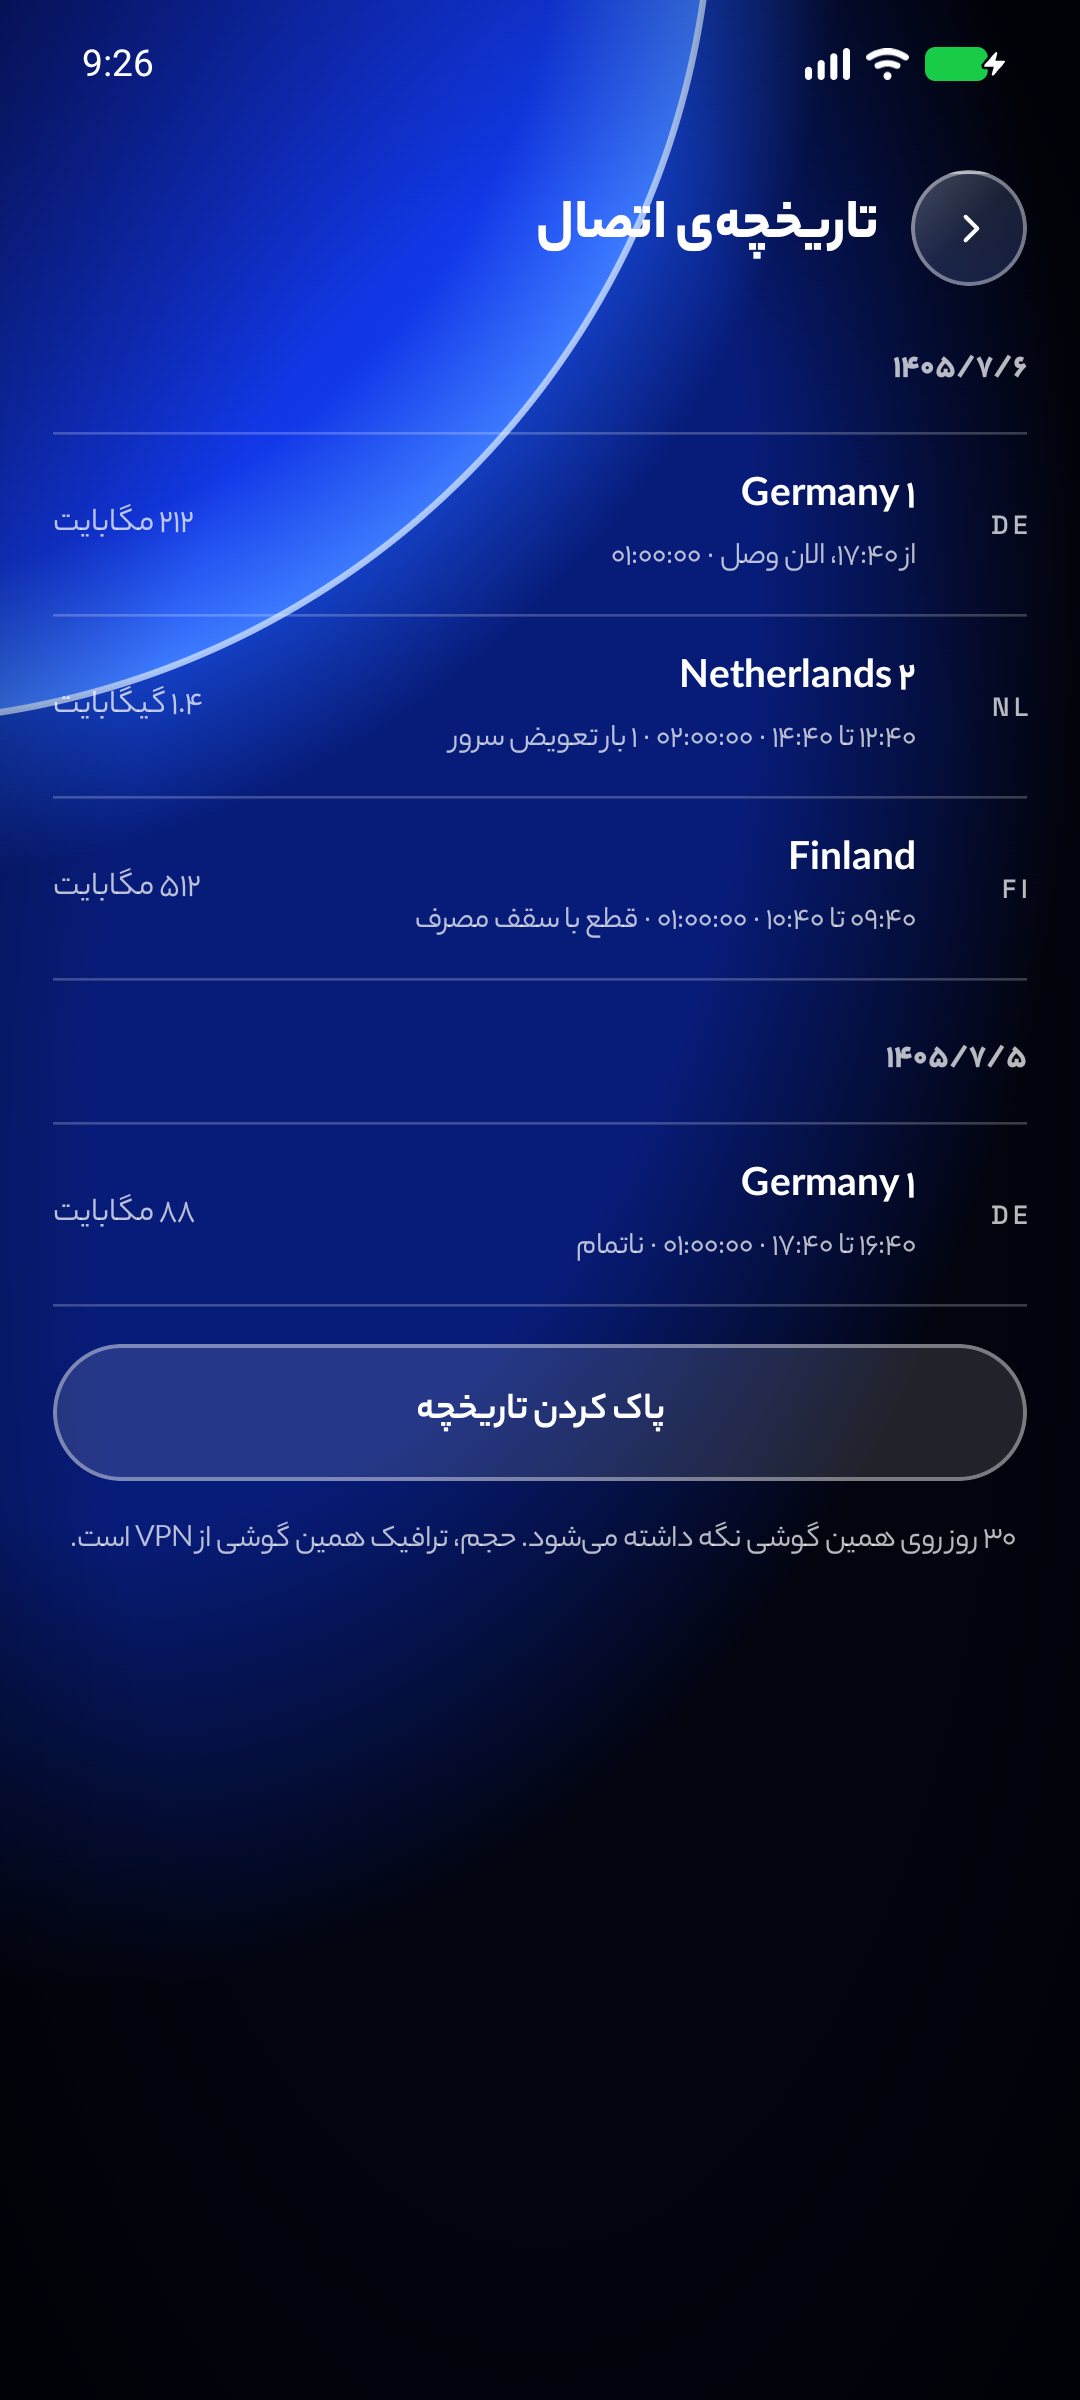 9:26
تاریخچه‌ی اتصال
۱۴۰۵/۷/۶
DE
Germany ۱
از ۱۷:۴۰، الان وصل · ۰۱:۰۰:۰۰
۲۱۲ مگابایت
NL
Netherlands ۲
۱۲:۴۰ تا ۱۴:۴۰ · ۰۲:۰۰:۰۰ · ۱ بار تعویض سرور
۱.۴ گیگابایت
FI
Finland
۰۹:۴۰ تا ۱۰:۴۰ · ۰۱:۰۰:۰۰ · قطع با سقف مصرف
۵۱۲ مگابایت
۱۴۰۵/۷/۵
DE
Germany ۱
۱۶:۴۰ تا ۱۷:۴۰ · ۰۱:۰۰:۰۰ · ناتمام
۸۸ مگابایت
پاک کردن تاریخچه
۳۰ روز روی همین گوشی نگه داشته می‌شود. حجم، ترافیک همین گوشی از VPN است.